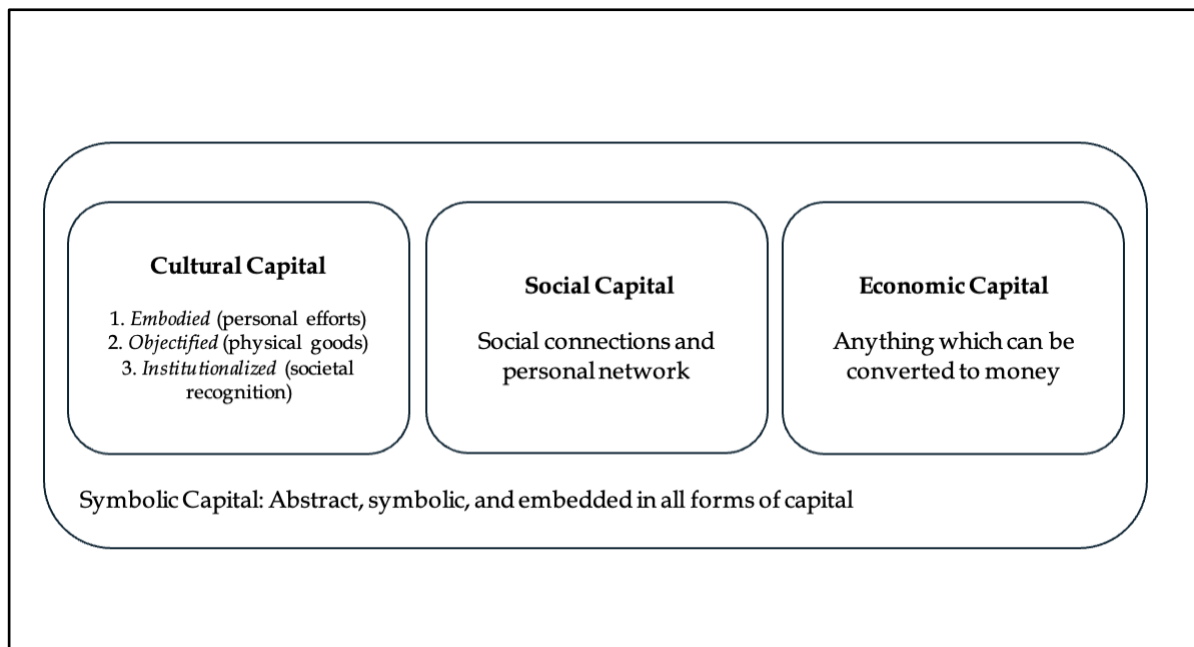 Cultural Capital
1. Embodied (personal efforts)
2. Objectified (physical goods)
3. Institutionalized (societal
recognition)
Social Capital
Social connections and
personal network
Economic Capital
Anything which can be
converted to money
Symbolic Capital: Abstract, symbolic, and embedded in all forms of capital